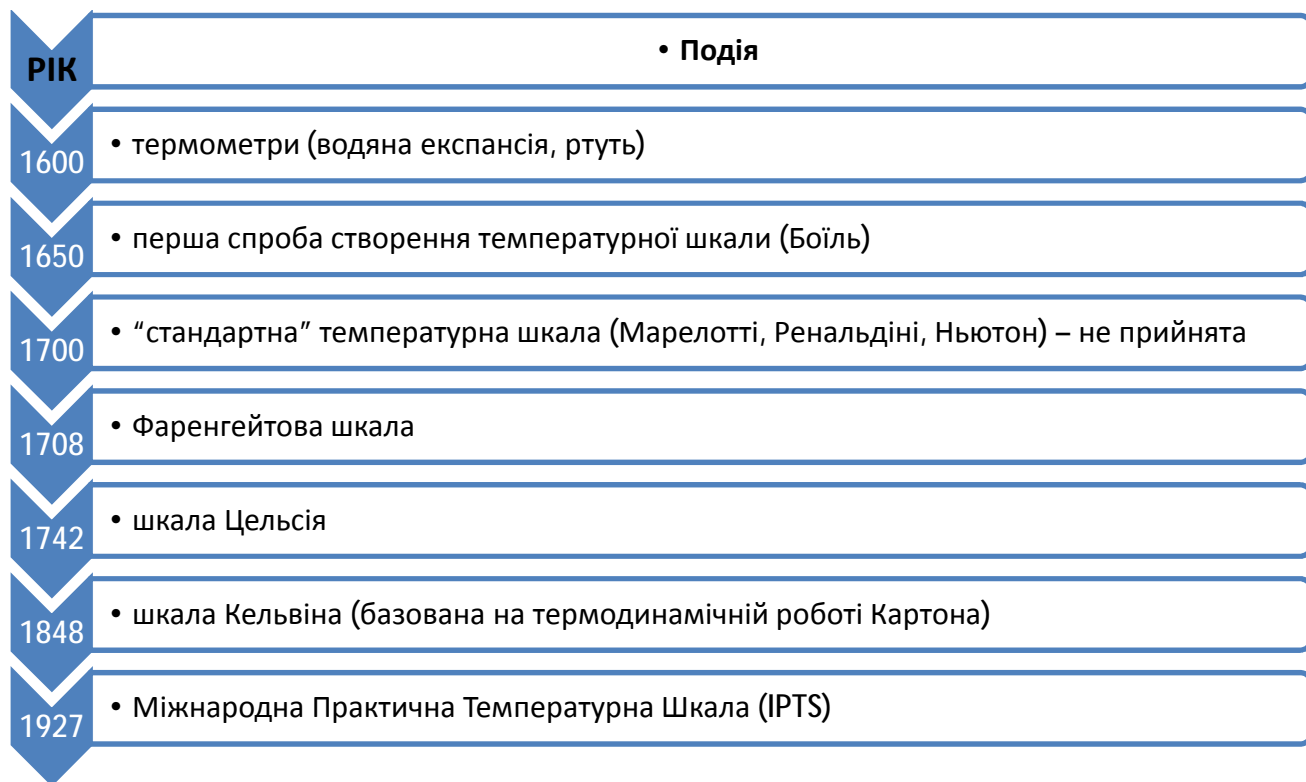 РІК
• Подія
1600
• термометри (водяна експансія, ртуть)
1650
• перша спроба створення температурної шкали (Боїль)
1700
• “стандартна” температурна шкала (Марелотті, Ренальдіні, Ньютон) – не прийнята
1708
• Фаренгейтова шкала
1742
• шкала Цельсія
1848
• шкала Кельвіна (базована на термодинамічній роботі Картона)
1927
• Міжнародна Практична Температурна Шкала (IPTS)